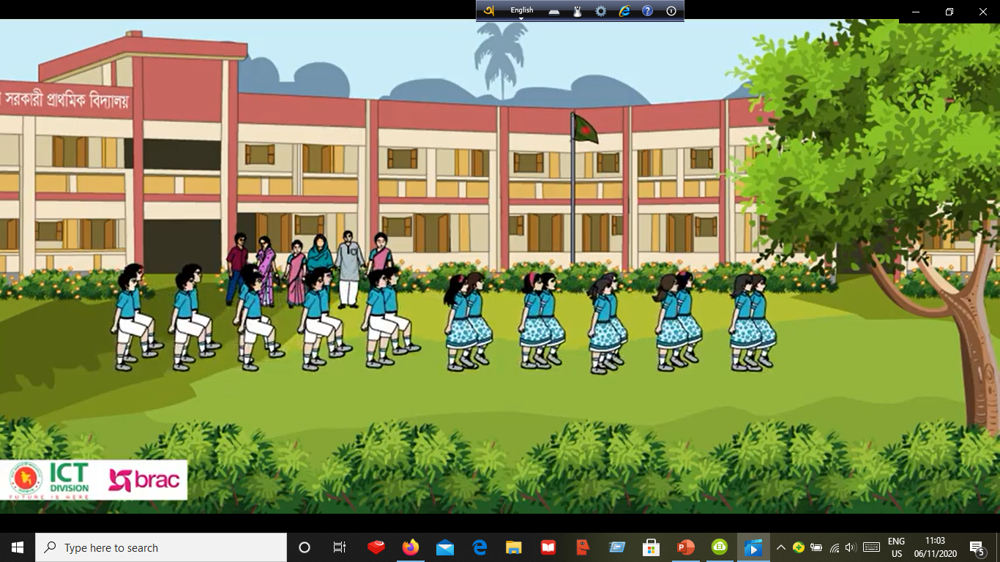 English
সরকারী প্রাথমিক বিদ্যালয়
ICT
DIVISION
FUTURE IS HERE
brac
Type here to search
ENG
US
11:03
06/11/2020
5